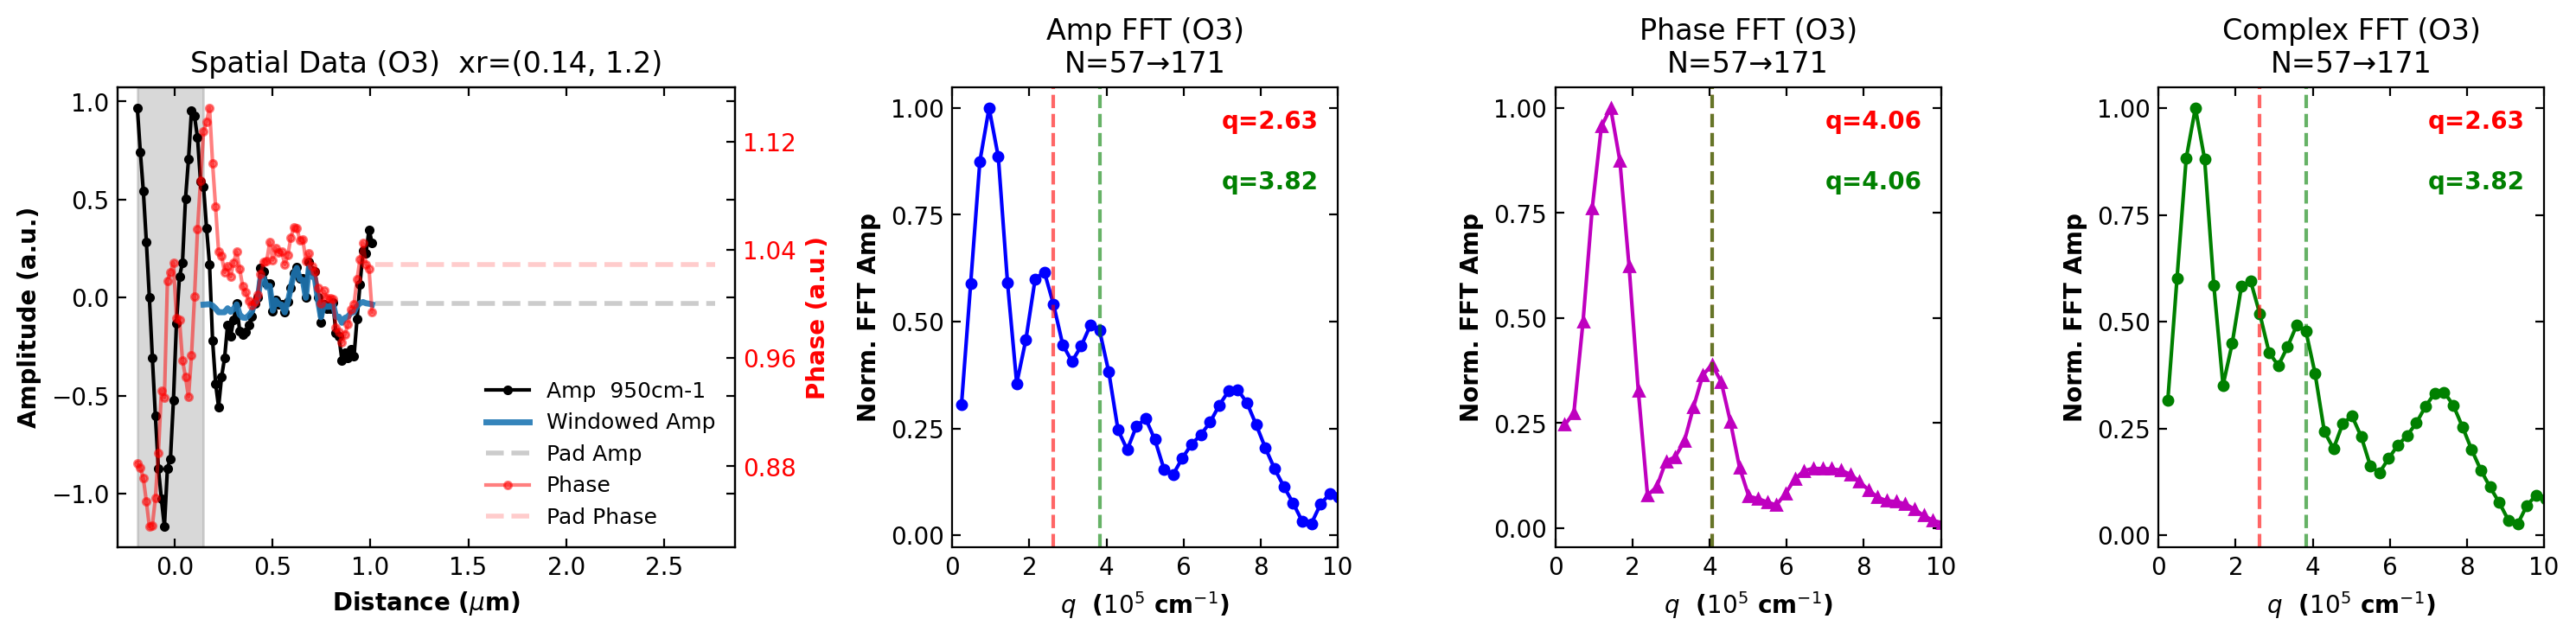 Spatial Data (O3)  xr=(0.14, 1.2)
1.0
0.5
0.0
−0.5
−1.0
Amplitude (a.u.)
0.0
0.5
1.0
1.5
2.0
2.5
Distance (μm)
1.12
1.04
0.96
0.88
Phase (a.u.)
Amp  950cm-1
Windowed Amp
Pad Amp
Phase
Pad Phase
Amp FFT (O3)
N=57→171
1.00
0.75
0.50
0.25
0.00
Norm. FFT Amp
q=2.63
q=3.82
0
2
4
6
8
10
q (10⁵ cm⁻¹)
Phase FFT (O3)
N=57→171
1.00
0.75
0.50
0.25
0.00
Norm. FFT Amp
q=4.06
q=4.06
0
2
4
6
8
10
q (10⁵ cm⁻¹)
Complex FFT (O3)
N=57→171
1.00
0.75
0.50
0.25
0.00
Norm. FFT Amp
q=2.63
q=3.82
0
2
4
6
8
10
q (10⁵ cm⁻¹)